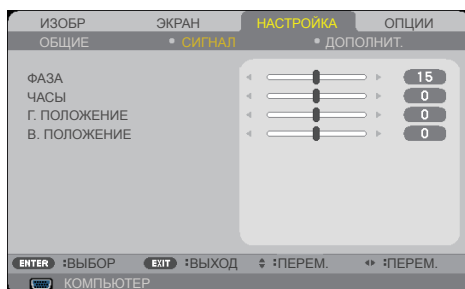 ИЗОБР ЭКРАН НАСТРОЙКА ОПЦИИ
ОБЩИЕ • СИГНАЛ • ДОПОЛНИТ.
ФАЗА 15
ЧАСЫ 0
Г. ПОЛОЖЕНИЕ 0
В. ПОЛОЖЕНИЕ 0
ENTER :ВЫБОР EXIT :ВЫХОД :ПЕРЕМ. :ПЕРЕМ.
КОМПЬЮТЕР